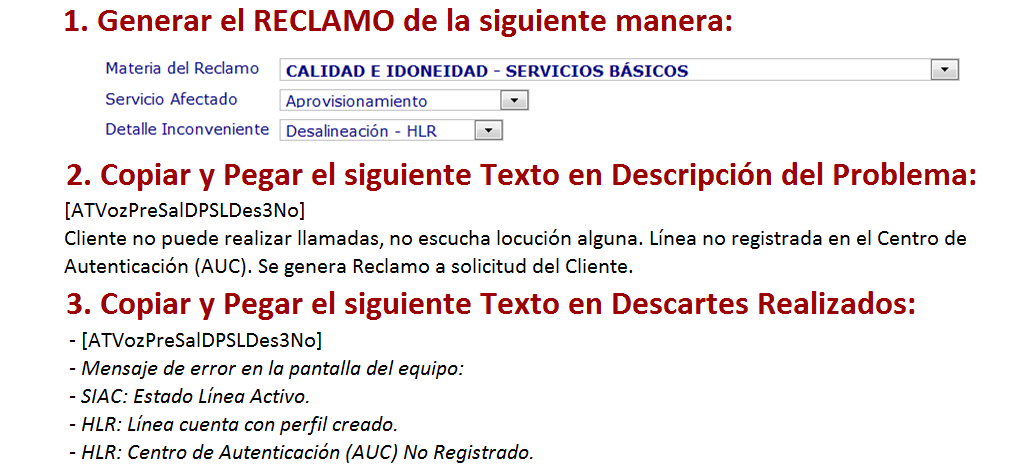 1. Generar el RECLAMO de la siguiente manera:
Materia del Reclamo CALIDAD E IDONEIDAD - SERVICIOS BÁSICOS
Servicio Afectado Aprovisionamiento
Detalle Inconveniente Desalineación - HLR
2. Copiar y Pegar el siguiente Texto en Descripción del Problema:
[ATVozPreSalDPSLDes3No]
Cliente no puede realizar llamadas, no escucha locución alguna. Línea no registrada en el Centro de
Autenticación (AUC). Se genera Reclamo a solicitud del Cliente.
3. Copiar y Pegar el siguiente Texto en Descartes Realizados:
- [ATVozPreSalDPSLDes3No]
- Mensaje de error en la pantalla del equipo:
- SIAC: Estado Línea Activo.
- HLR: Línea cuenta con perfil creado.
- HLR: Centro de Autenticación (AUC) No Registrado.